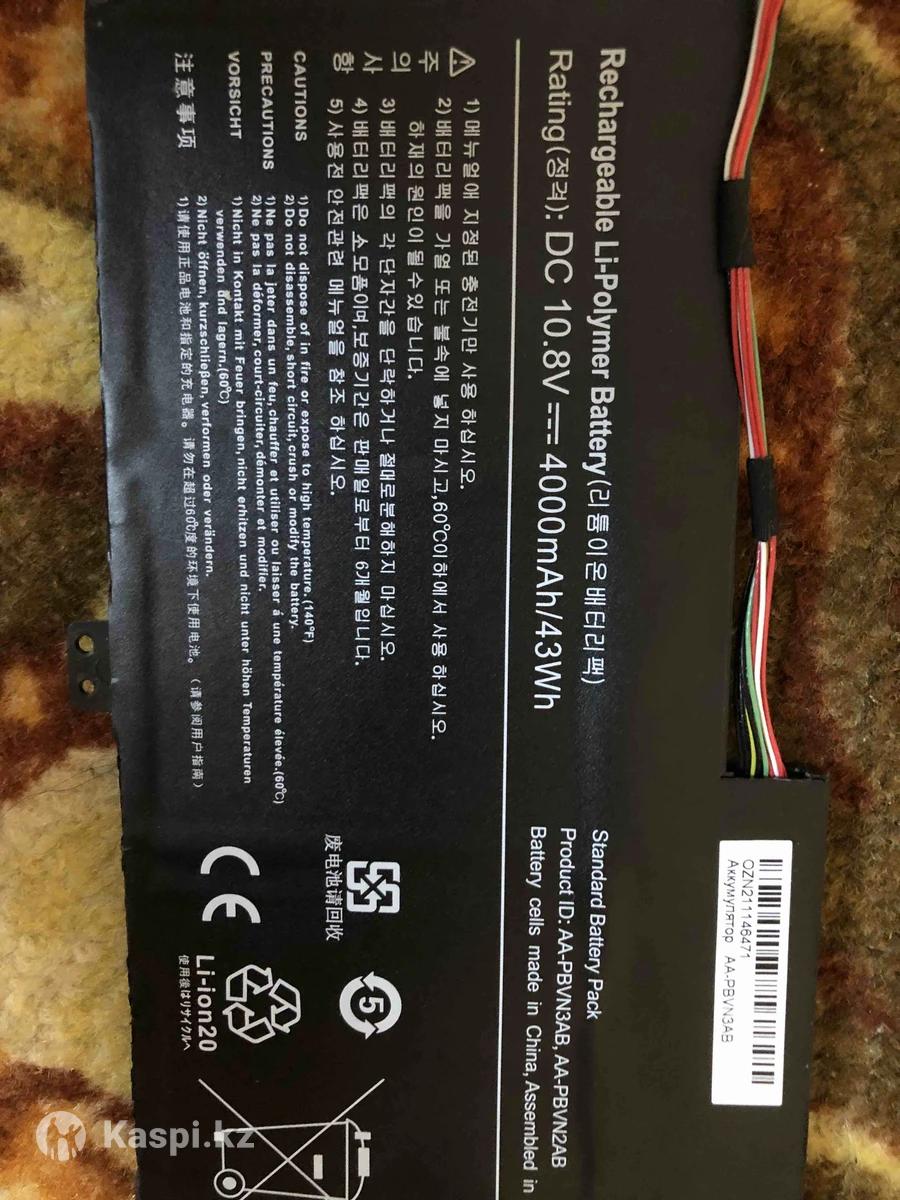 Rechargeable Li-Polymer Battery(리튬이온배터리팩)
Rating(정격): DC 10.8V⎓4000mAh/43Wh
Standard Battery Pack
Product ID: AA-PBVN3AB, AA-PBVN2AB
Battery cells made in China, Assembled in
OZN211146471
Аккумулятор AA-PBVN3AB
주의사항
1) 메뉴얼에 지정된 충전기만 사용 하십시오.
2) 배터리팩을 가열 또는 불속에 넣지 마시고,60℃이하에서 사용 하십시오.
하재의원인이 될수있습니다.
3) 배터리팩의 각단자간을 단락하거나 절대로분해하지 마십시오.
4) 배터리팩은 소모품이며,보증기간은 판매일로부터 6개월입니다.
5) 사용전 안전관련 메뉴얼을 참조 하십시오.
CAUTIONS
1)Do not dispose of in fire or expose to high temperature.(140℉)
2)Do not disassemble,short circuit,crush or modify the battery.
PRECAUTIONS
1)Ne pas la jeter dans un feu,chauffer et utiliser ou laisser á une température élevée.(60℃)
2)Ne pas la déformer,court-circuiter,démonter et modifier.
VORSICHT
1)Nicht in Kontakt mit Feuer bringen,nicht erhitzen und nicht unter höhen Temperaturen
verwenden und lagern.(60℃)
2)Nicht öffnen,kurzschließen,verformen oder verändern.
注意事项
1)请使用正品电池和指定的充电器。请勿在超过60℃度的环境下使用电池。(请参阅用户指南)
废电池请回收
CE
5
Li-ion20
使用後はリサイクルへ
Kaspi.kz